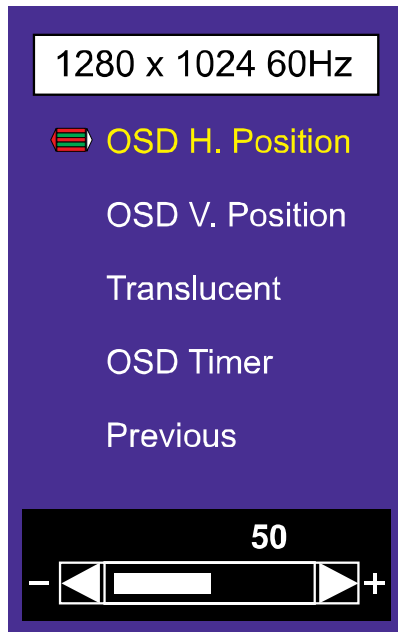 1280 x 1024 60Hz
OSD H. Position
OSD V. Position
Translucent
OSD Timer
Previous
50
− +